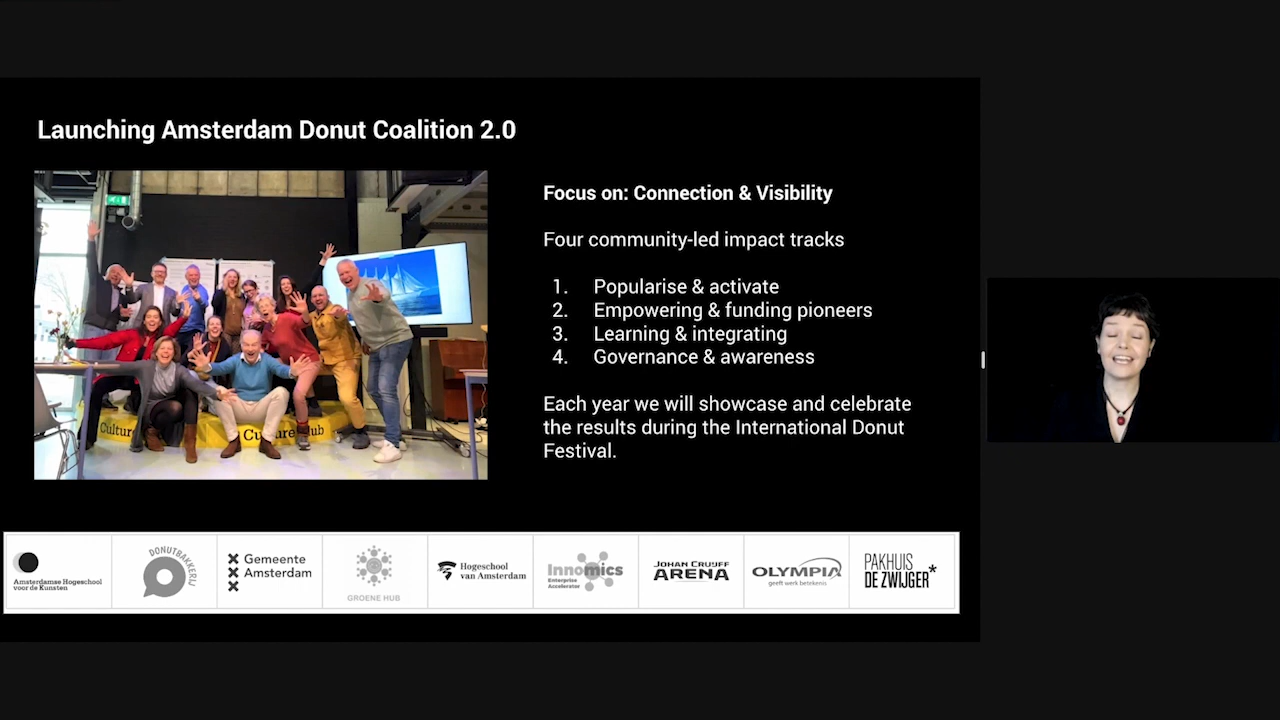 Launching Amsterdam Donut Coalition 2.0
Focus on: Connection & Visibility
Four community-led impact tracks
1. Popularise & activate
2. Empowering & funding pioneers
3. Learning & integrating
4. Governance & awareness
Each year we will showcase and celebrate
the results during the International Donut
Festival.
Culture
Culture Hub
Amsterdamse Hogeschool
voor de Kunsten
DONUTBAKKERIJ
Gemeente
Amsterdam
GROENE HUB
Hogeschool
van Amsterdam
Innomics
Enterprise
Accelerator
JOHAN CRUIJFF
ARENA
OLYMPIA
geeft werk betekenis
PAKHUIS
DE ZWIJGER*